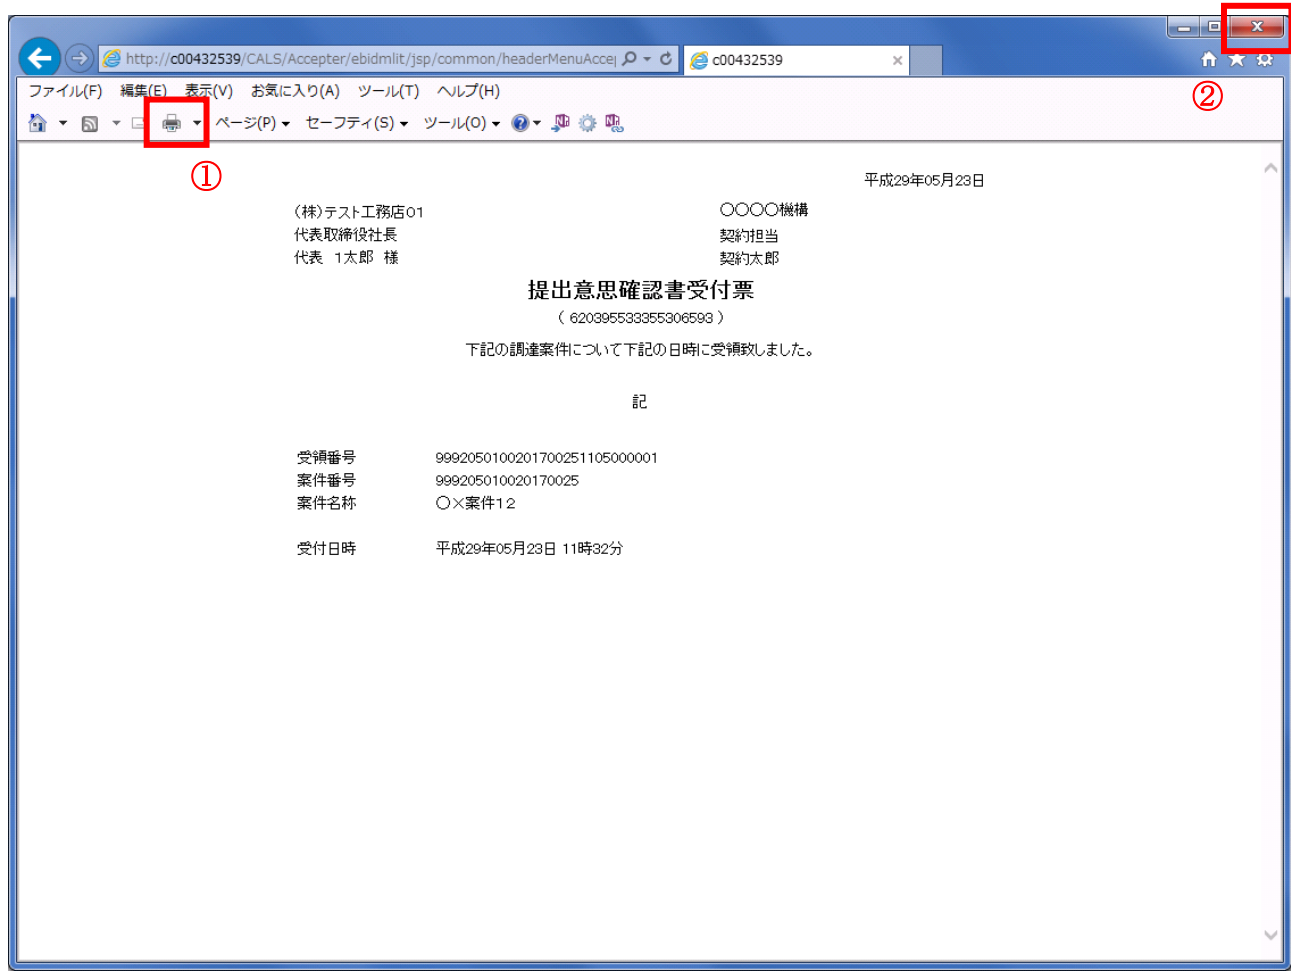 http://c00432539/CALS/Accepter/ebidmlit/jsp/common/headerMenuAccep
c00432539
ファイル(F) 編集(E) 表示(V) お気に入り(A) ツール(T) ヘルプ(H)
②
ページ(P) セーフティ(S) ツール(O)
①
平成29年05月23日
(株)テスト工務店01 〇〇〇〇機構
代表取締役社長 契約担当
代表 1太郎 様 契約太郎
提出意思確認書受付票
( 620395533355306593 )
下記の調達案件について下記の日時に受領致しました。
記
受領番号 9992050100201700251105000001
案件番号 999205010020170025
案件名称 〇×案件12
受付日時 平成29年05月23日 11時32分